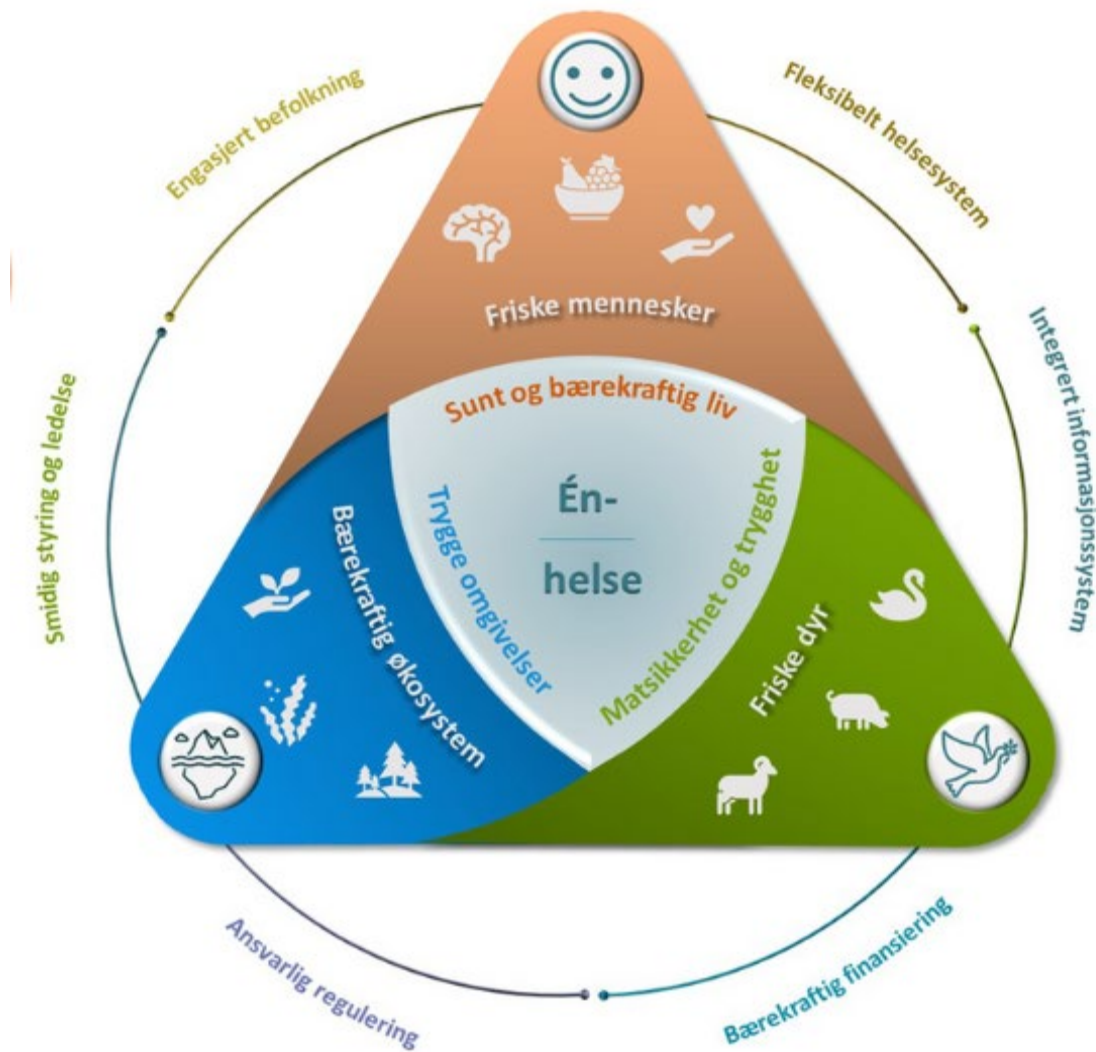 Engasjert befolkning
Fleksibelt helsesystem
Friske mennesker
Sunt og bærekraftig liv
Smidig styring og ledelse
Integrert informasjonssystem
Bærekraftig økosystem
Trygge omgivelser
Én-
helse
Matsikkerhet og trygghet
Friske dyr
Ansvarlig regulering
Bærekraftig finansiering